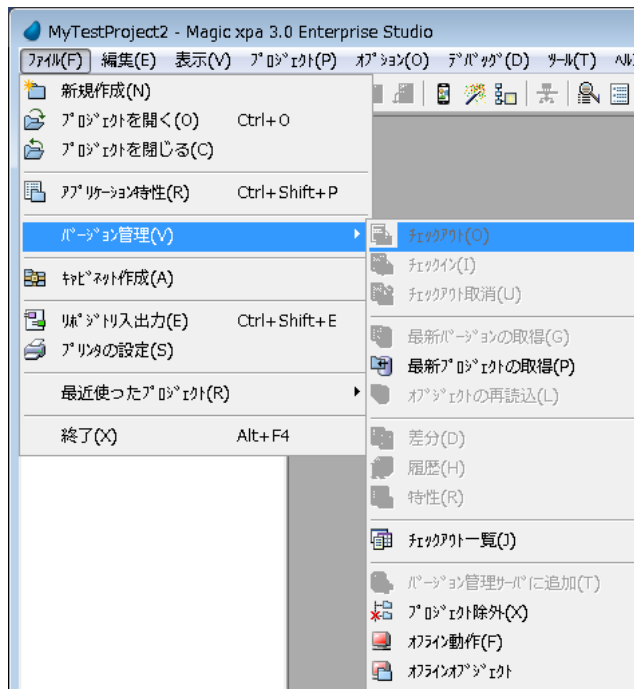 MyTestProject2 - Magic xpa 3.0 Enterprise Studio
ﾌｧｲﾙ(F) 編集(E) 表示(V) ﾌﾟﾛｼﾞｪｸﾄ(P) ｵﾌﾟｼｮﾝ(O) ﾃﾞﾊﾞｯｸﾞ(D) ﾂｰﾙ(T)
新規作成(N)
ﾌﾟﾛｼﾞｪｸﾄを開く(O) Ctrl+O
ﾌﾟﾛｼﾞｪｸﾄを閉じる(C)
ｱﾌﾟﾘｹｰｼｮﾝ特性(R) Ctrl+Shift+P
ﾊﾞｰｼﾞｮﾝ管理(V)
ｷｬﾋﾞﾈｯﾄ作成(A)
ﾘﾎﾟｼﾞﾄﾘ入出力(E) Ctrl+Shift+E
ﾌﾟﾘﾝﾀの設定(S)
最近使ったﾌﾟﾛｼﾞｪｸﾄ(R)
終了(X) Alt+F4
ﾁｪｯｸｱｳﾄ(O)
ﾁｪｯｸｲﾝ(I)
ﾁｪｯｸｱｳﾄ取消(U)
最新ﾊﾞｰｼﾞｮﾝの取得(G)
最新ﾌﾟﾛｼﾞｪｸﾄの取得(P)
ｵﾌﾞｼﾞｪｸﾄの再読込(L)
差分(D)
履歴(H)
特性(R)
ﾁｪｯｸｱｳﾄ一覧(J)
ﾊﾞｰｼﾞｮﾝ管理ｻｰﾊﾞに追加(T)
ﾌﾟﾛｼﾞｪｸﾄ除外(X)
ｵﾌﾗｲﾝ動作(F)
ｵﾌﾗｲﾝｵﾌﾞｼﾞｪｸﾄ